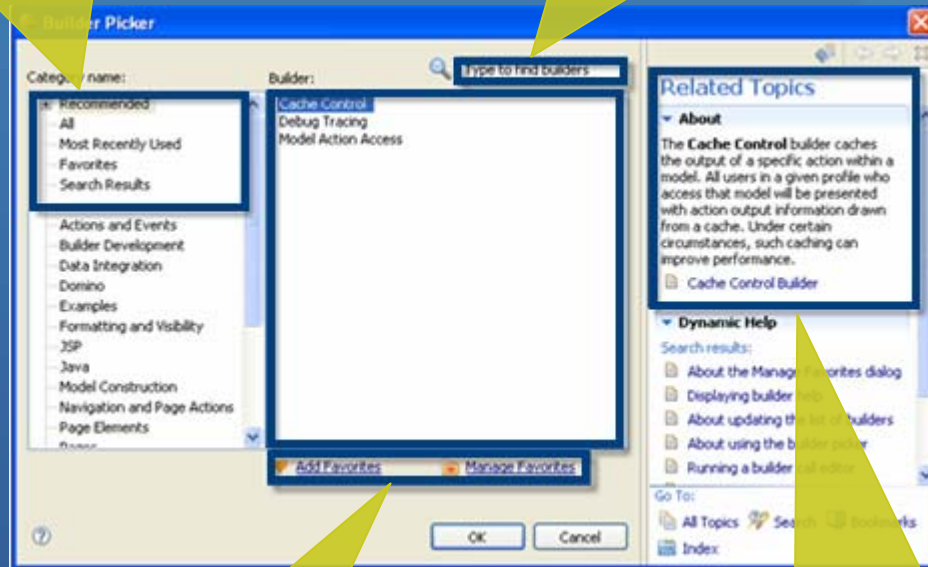 Builder Picker
Category name:
Recommended
All
Most Recently Used
Favorites
Search Results
Actions and Events
Builder Development
Data Integration
Domino
Examples
Formatting and Visibility
JSP
Java
Model Construction
Navigation and Page Actions
Page Elements
Builder:
Type to find builders
Cache Control
Debug Tracing
Model Action Access
Add Favorites
Manage Favorites
OK
Cancel
Related Topics
About
The Cache Control builder caches
the output of a specific action within a
model. All users in a given profile who
access that model will be presented
with action output information drawn
from a cache. Under certain
circumstances, such caching can
improve performance.
Cache Control Builder
Dynamic Help
Search results:
About the Manage Favorites dialog
Displaying builder help
About updating the list of builders
About using the builder picker
Running a builder call editor
Go To:
All Topics Search Bookmarks
Index